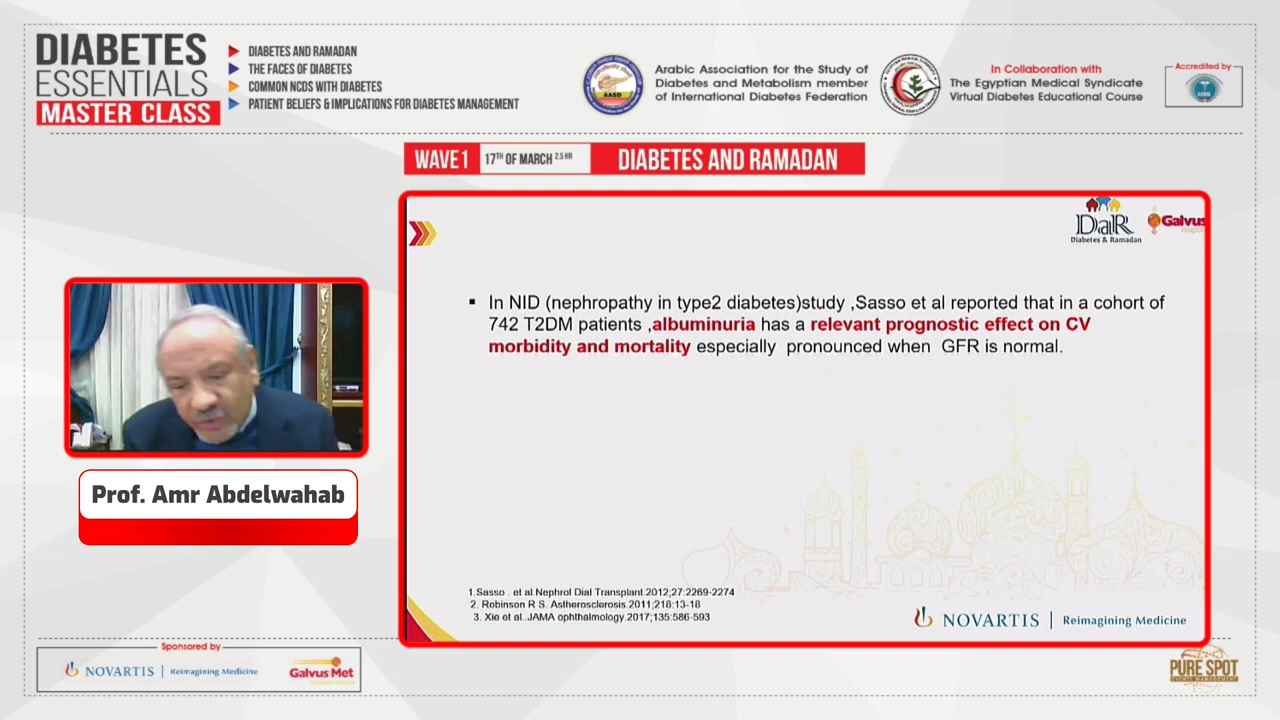 DIABETES
ESSENTIALS
MASTER CLASS
DIABETES AND RAMADAN
THE FACES OF DIABETES
COMMON NCDS WITH DIABETES
PATIENT BELIEFS & IMPLICATIONS FOR DIABETES MANAGEMENT
AASD
Arabic Association for the Study of
Diabetes and Metabolism member
of International Diabetes Federation
In Collaboration with
The Egyptian Medical Syndicate
Virtual Diabetes Educational Course
Accredited by
WAVE1 17TH OF MARCH 2.5 HR DIABETES AND RAMADAN
DaR
Diabetes & Ramadan
Galvus
▪ In NID (nephropathy in type2 diabetes)study ,Sasso et al reported that in a cohort of
742 T2DM patients ,albuminuria has a relevant prognostic effect on CV
morbidity and mortality especially pronounced when GFR is normal.
Prof. Amr Abdelwahab
1.Sasso . et al.Nephrol Dial Transplant.2012;27:2269-2274
2. Robinson R S. Astherosclerosis.2011;218:13-18
3. Xie et al..JAMA ophthalmology.2017;135:586-593
NOVARTIS | Reimagining Medicine
Sponsored by
NOVARTIS | Reimagining Medicine
Galvus Met
PURE SPOT
EVENTS MANAGEMENT